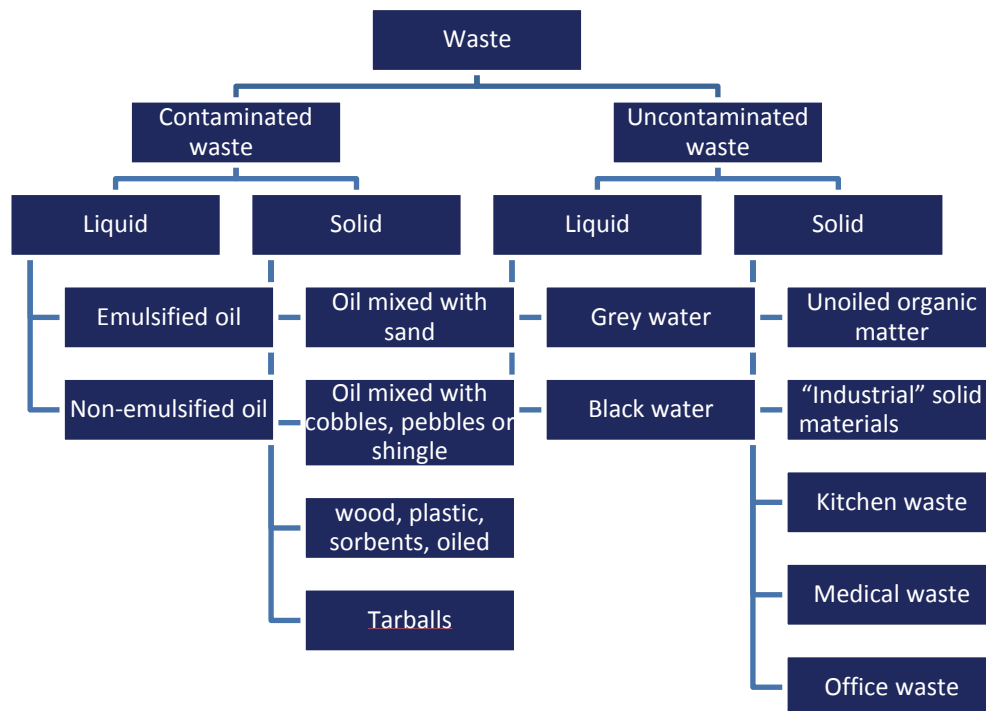 Waste
Contaminated
waste
Uncontaminated
waste
Liquid
Solid
Liquid
Solid
Emulsified oil
Oil mixed with
sand
Grey water
Unoiled organic
matter
Non-emulsified oil
Oil mixed with
cobbles, pebbles or
shingle
Black water
“Industrial” solid
materials
wood, plastic,
sorbents, oiled
Kitchen waste
Tarballs
Medical waste
Office waste